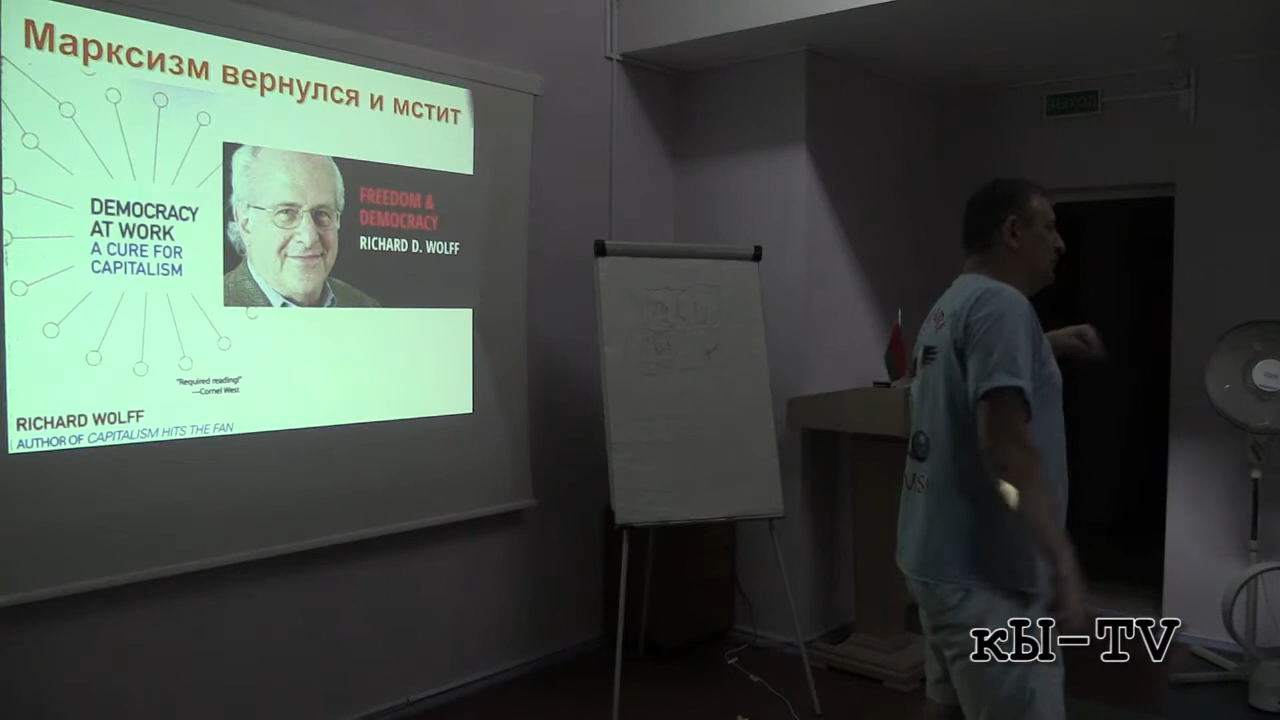 Марксизм вернулся и мстит
DEMOCRACY
AT WORK
A CURE FOR
CAPITALISM
FREEDOM &
DEMOCRACY
RICHARD D. WOLFF
"Required reading!"
—Cornel West
RICHARD WOLFF
AUTHOR OF CAPITALISM HITS THE FAN
ВЫХОД
кЫ-TV